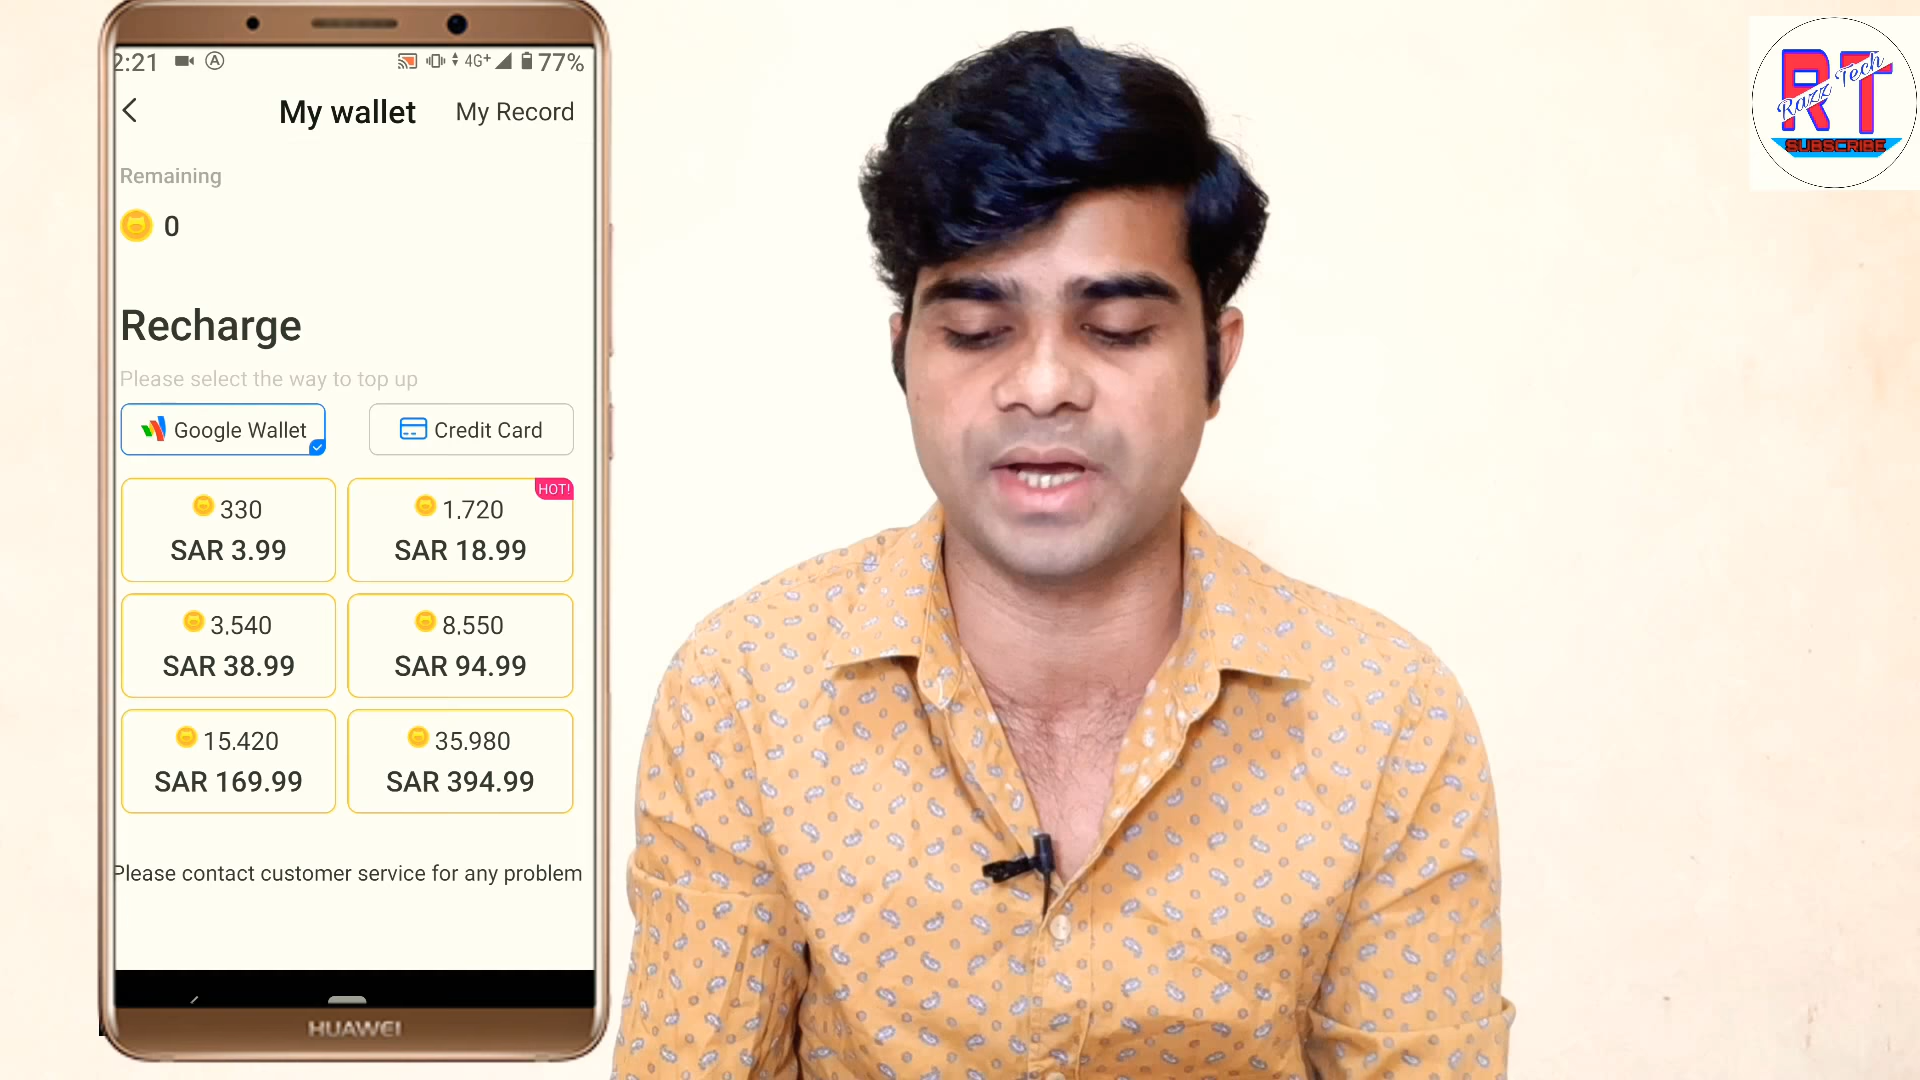 2:21
4G+
77%
My wallet
My Record
Remaining
0
Recharge
Please select the way to top up
Google Wallet
Credit Card
HOT!
330
SAR 3.99
1.720
SAR 18.99
3.540
SAR 38.99
8.550
SAR 94.99
15.420
SAR 169.99
35.980
SAR 394.99
Please contact customer service for any problem
HUAWEI
RT
Razz Tech
SUBSCRIBE